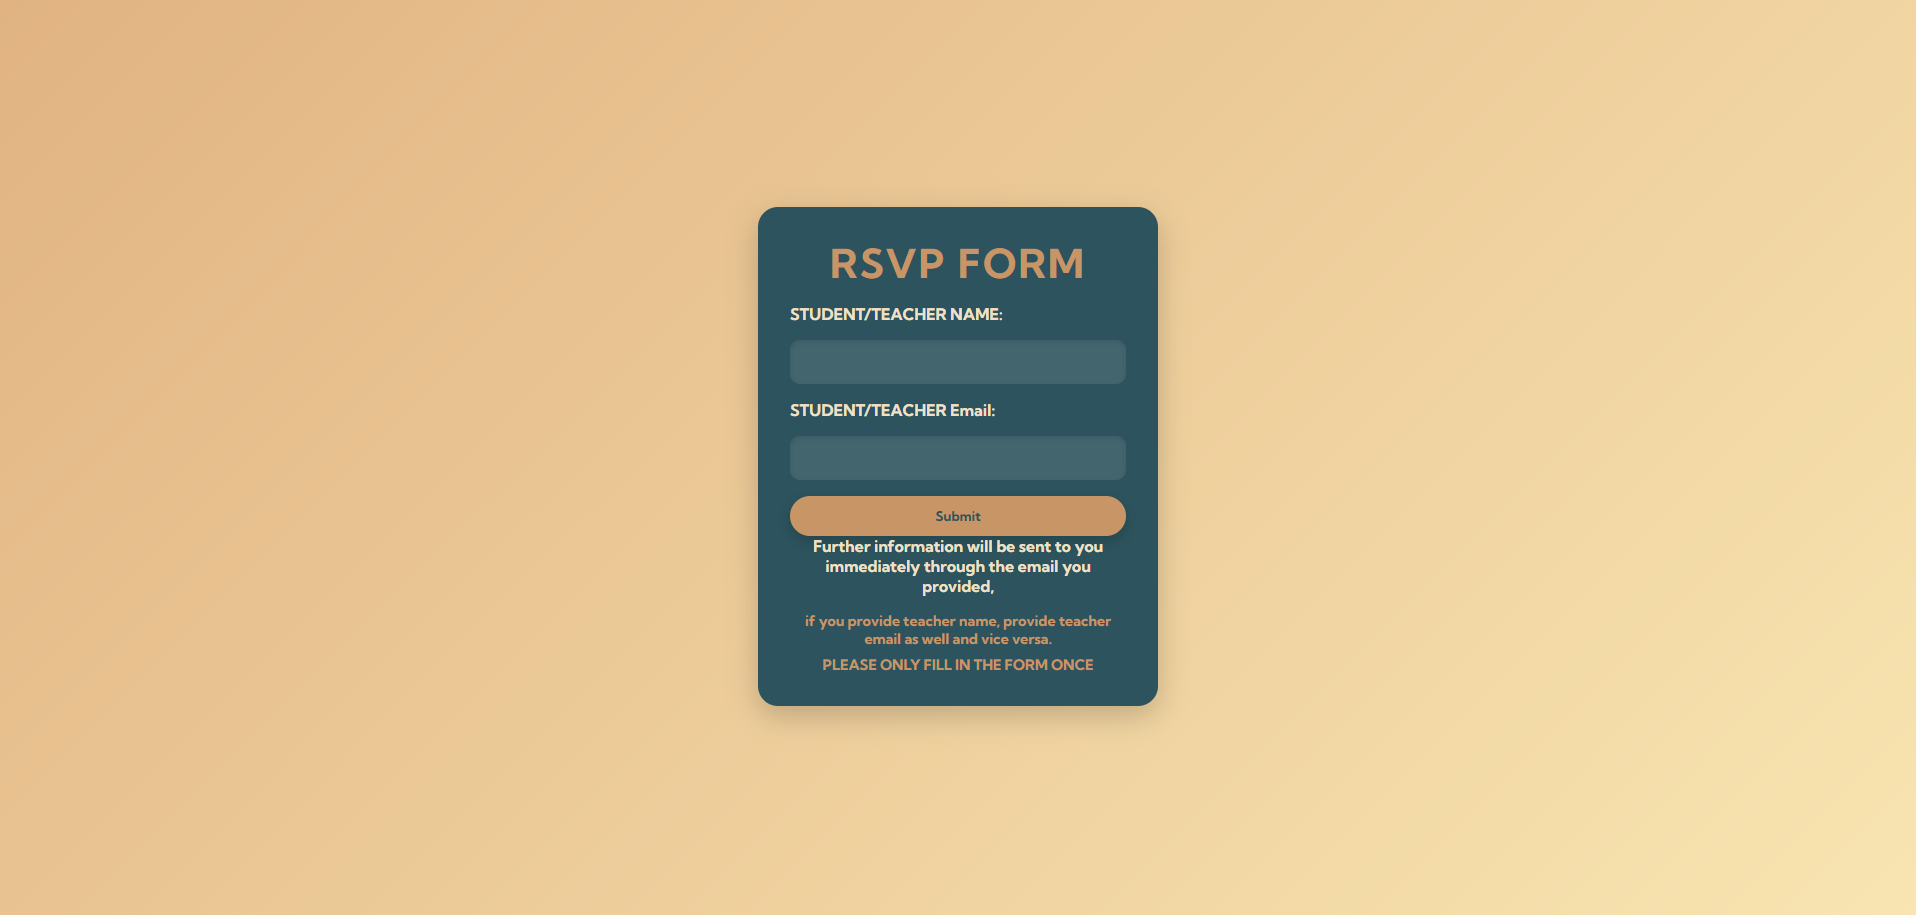 RSVP FORM
STUDENT/TEACHER NAME:
STUDENT/TEACHER Email:
Submit
Further information will be sent to you
immediately through the email you
provided,
if you provide teacher name, provide teacher
email as well and vice versa.
PLEASE ONLY FILL IN THE FORM ONCE